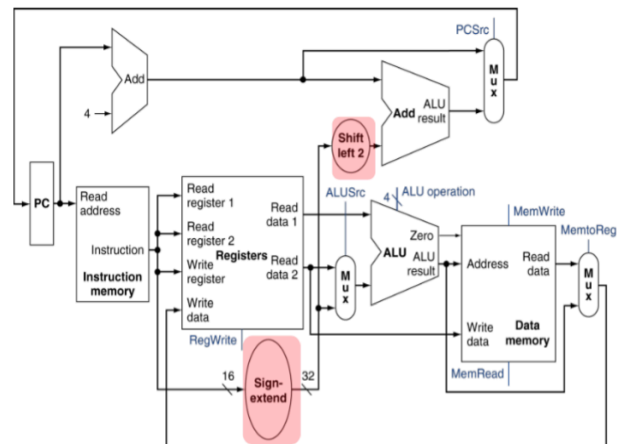 PCSrc
Add
4
M
u
x
Add
ALU
result
Shift
left 2
PC
Read
address
Instruction
Instruction
memory
Read
register 1
Read
register 2
Write
register
Write
data
Registers
Read
data 1
Read
data 2
RegWrite
ALUSrc
M
u
x
4
ALU operation
Zero
ALU
ALU
result
MemWrite
Address
Read
data
Write
data
Data
memory
MemRead
MemtoReg
M
u
x
16
Sign-
extend
32